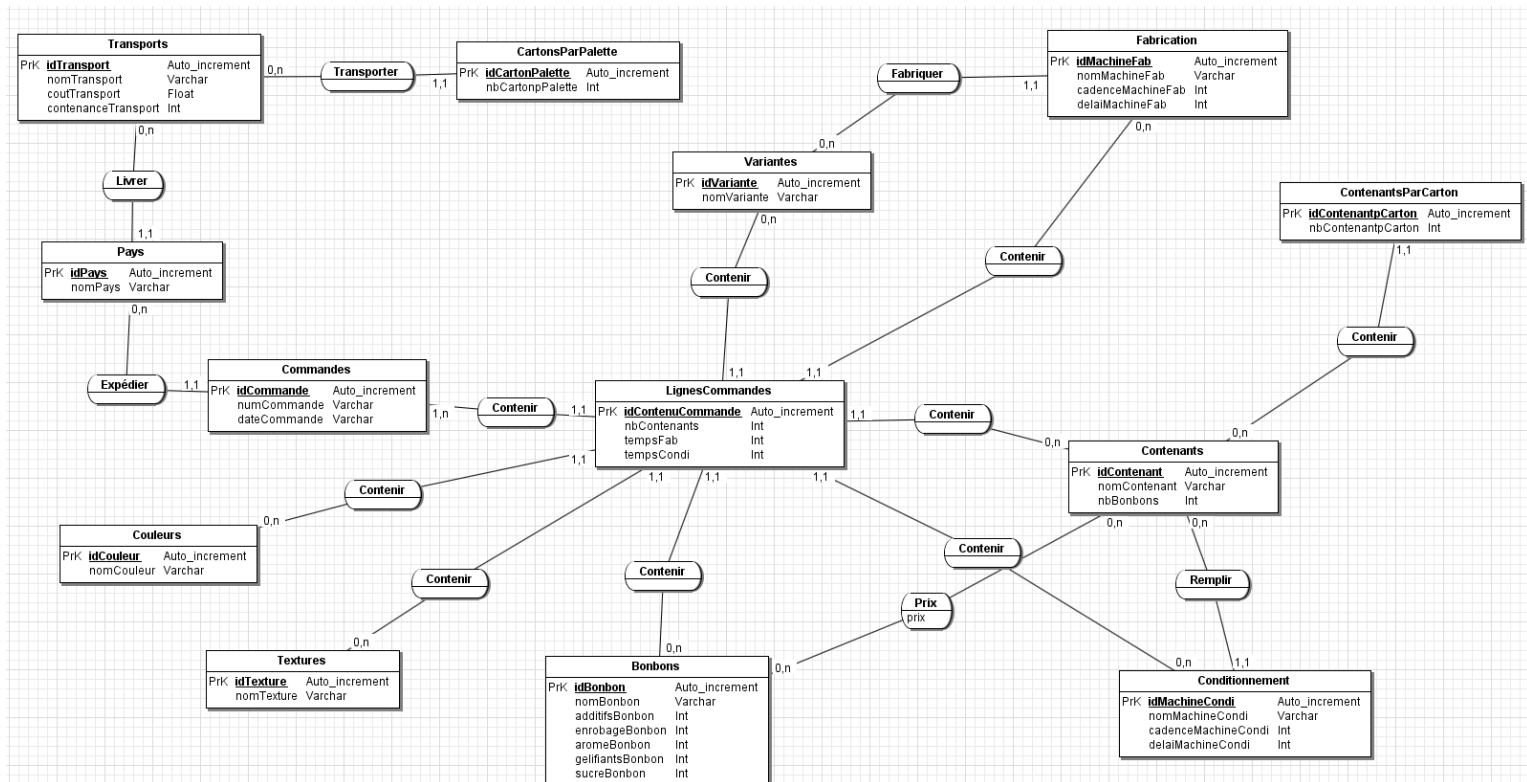 Transports
PrK idTransport Auto_increment
nomTransport Varchar
coutTransport Float
contenanceTransport Int
0,n
Transporter
1,1
CartonsParPalette
PrK idCartonPalette Auto_increment
nbCartonpPalette Int
Fabriquer
1,1
0,n
Fabrication
PrK idMachineFab Auto_increment
nomMachineFab Varchar
cadenceMachineFab Int
delaiMachineFab Int
0,n
0,n
Livrer
1,1
Variantes
PrK idVariante Auto_increment
nomVariante Varchar
0,n
ContenantsParCarton
PrK idContenantpCarton Auto_increment
nbContenantpCarton Int
1,1
Pays
PrK idPays Auto_increment
nomPays Varchar
0,n
Contenir
Contenir
Contenir
Expédier
1,1
Commandes
PrK idCommande Auto_increment
numCommande Varchar
dateCommande Varchar
1,n
Contenir
1,1
1,1
1,1
LignesCommandes
PrK idContenuCommande Auto_increment
nbContenants Int
tempsFab Int
tempsCondi Int
1,1
Contenir
0,n
0,n
Contenants
PrK idContenant Auto_increment
nomContenant Varchar
nbBonbons Int
0,n
0,n
1,1
1,1
1,1
1,1
Contenir
0,n
Couleurs
PrK idCouleur Auto_increment
nomCouleur Varchar
Contenir
Contenir
Contenir
Remplir
Prix
prix
0,n
Textures
PrK idTexture Auto_increment
nomTexture Varchar
0,n
0,n
Bonbons
PrK idBonbon Auto_increment
nomBonbon Varchar
additifsBonbon Int
enrobageBonbon Int
aromeBonbon Int
gelifiantsBonbon Int
sucreBonbon Int
0,n
1,1
Conditionnement
PrK idMachineCondi Auto_increment
nomMachineCondi Varchar
cadenceMachineCondi Int
delaiMachineCondi Int